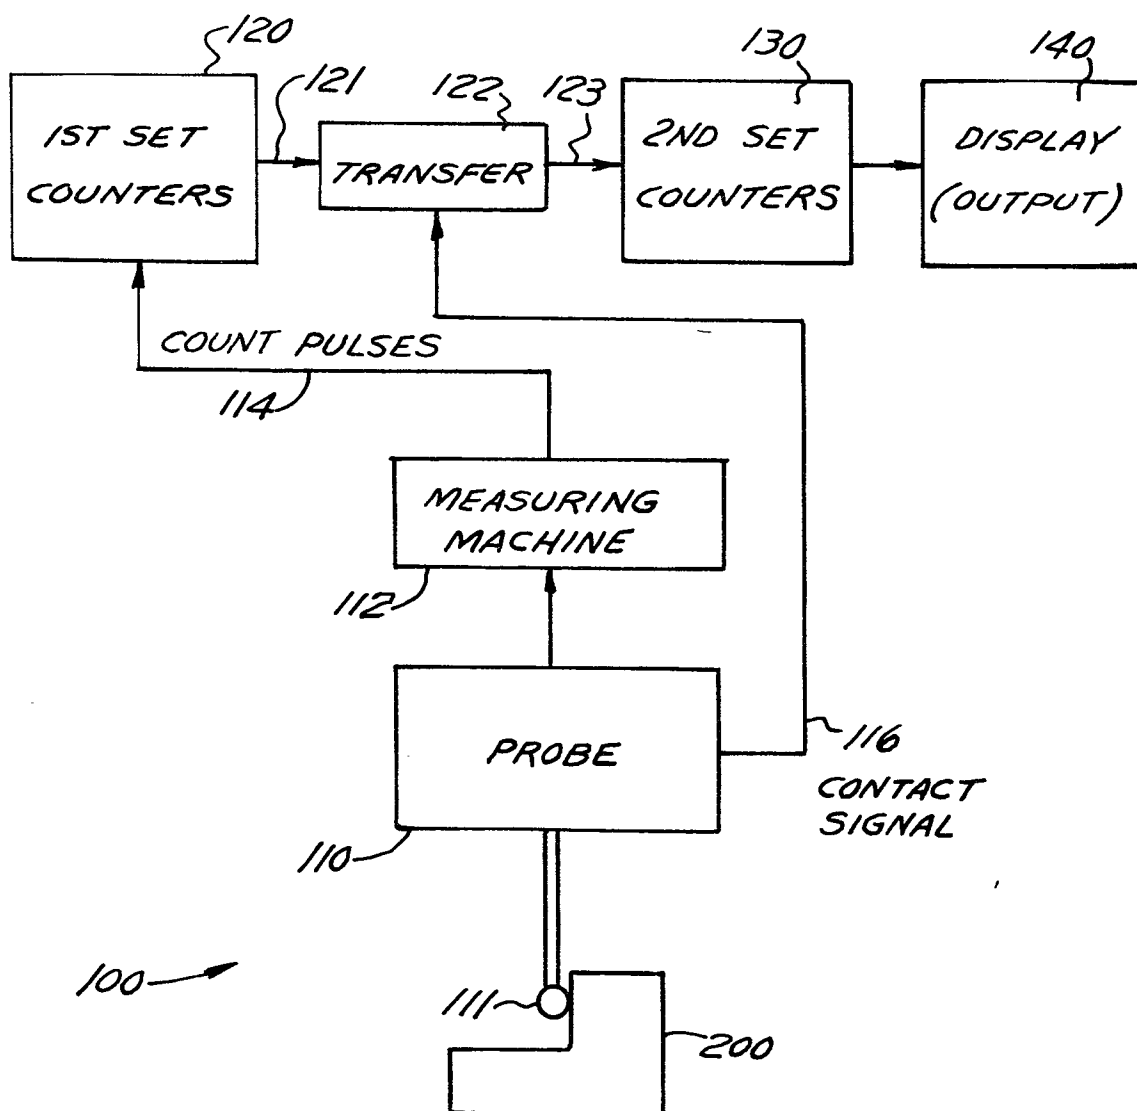 120
130
140
121
122
123
1ST SET
COUNTERS
TRANSFER
2ND SET
COUNTERS
DISPLAY
(OUTPUT)
COUNT PULSES
114
MEASURING
MACHINE
112
PROBE
116
CONTACT
SIGNAL
110
100
111
200